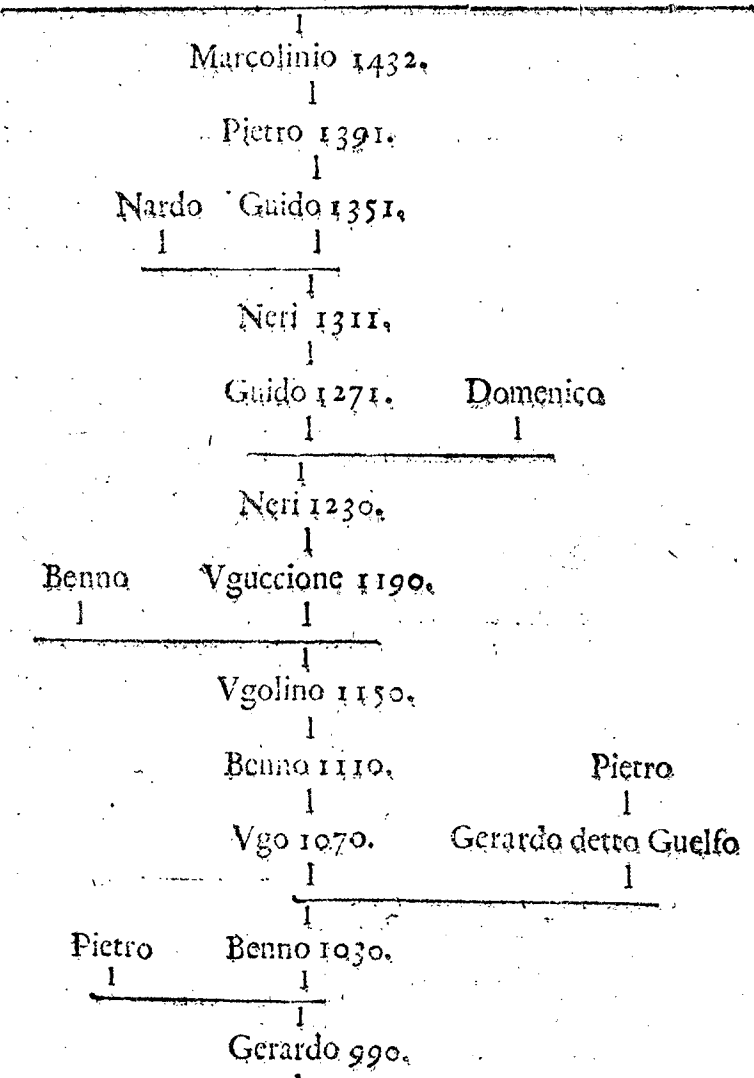 Marcolinio 1432.
Pietro 1391.
Nardo Guido 1351.
Neri 1311.
Guido 1271. Domenico
Neri 1230.
Benno Vguccione 1190.
Vgolino 1150.
Benno 1110. Pietro
Vgo 1070. Gerardo detto Guelfo
Pietro Benno 1030.
Gerardo 990.